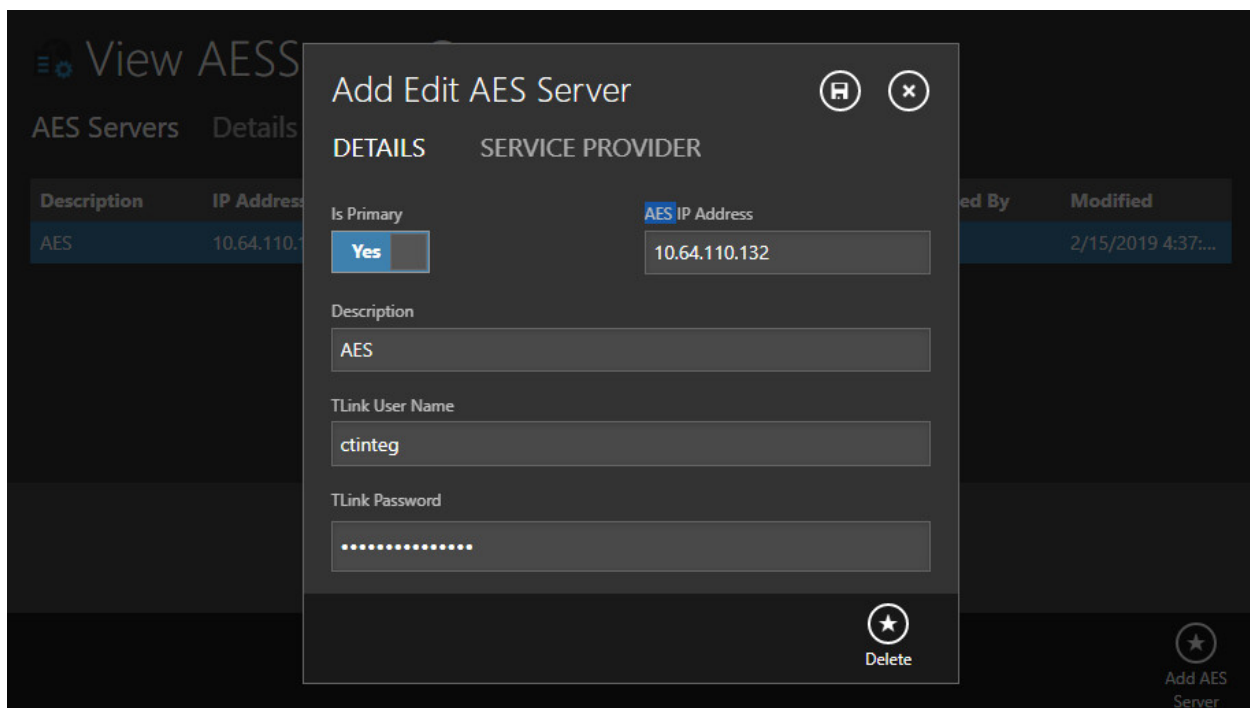 View AESS
AES Servers Details
Description IP Address ed By Modified
AES 10.64.110.1 2/15/2019 4:37:...
Add Edit AES Server
DETAILS SERVICE PROVIDER
Is Primary AES IP Address
Yes 10.64.110.132
Description
AES
TLink User Name
ctinteg
TLink Password
•••••••••••••••
Delete
Add AES
Server